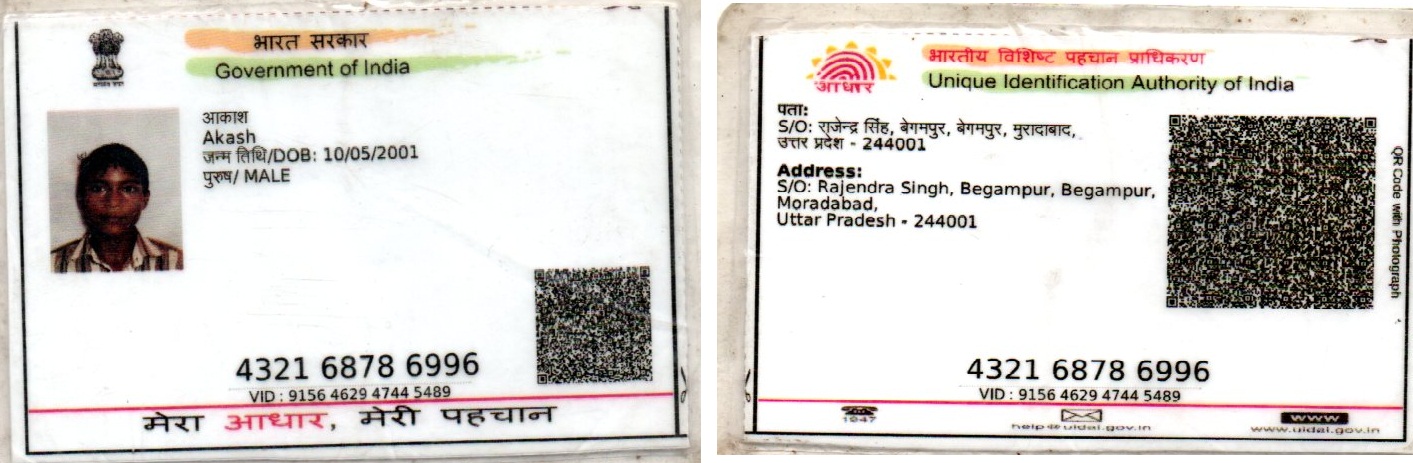 भारत सरकार
Government of India
आकाश
Akash
जन्म तिथि/DOB: 10/05/2001
पुरुष/ MALE
4321 6878 6996
VID : 9156 4629 4744 5489
मेरा आधार, मेरी पहचान
आधार
भारतीय विशिष्ट पहचान प्राधिकरण
Unique Identification Authority of India
पता:
S/O: राजेन्द्र सिंह, बेगमपुर, बेगमपुर, मुरादाबाद,
उत्तर प्रदेश - 244001
Address:
S/O: Rajendra Singh, Begampur, Begampur,
Moradabad,
Uttar Pradesh - 244001
QR Code with Photograph
4321 6878 6996
VID : 9156 4629 4744 5489
1947
help@uidai.gov.in
www
www.uidai.gov.in